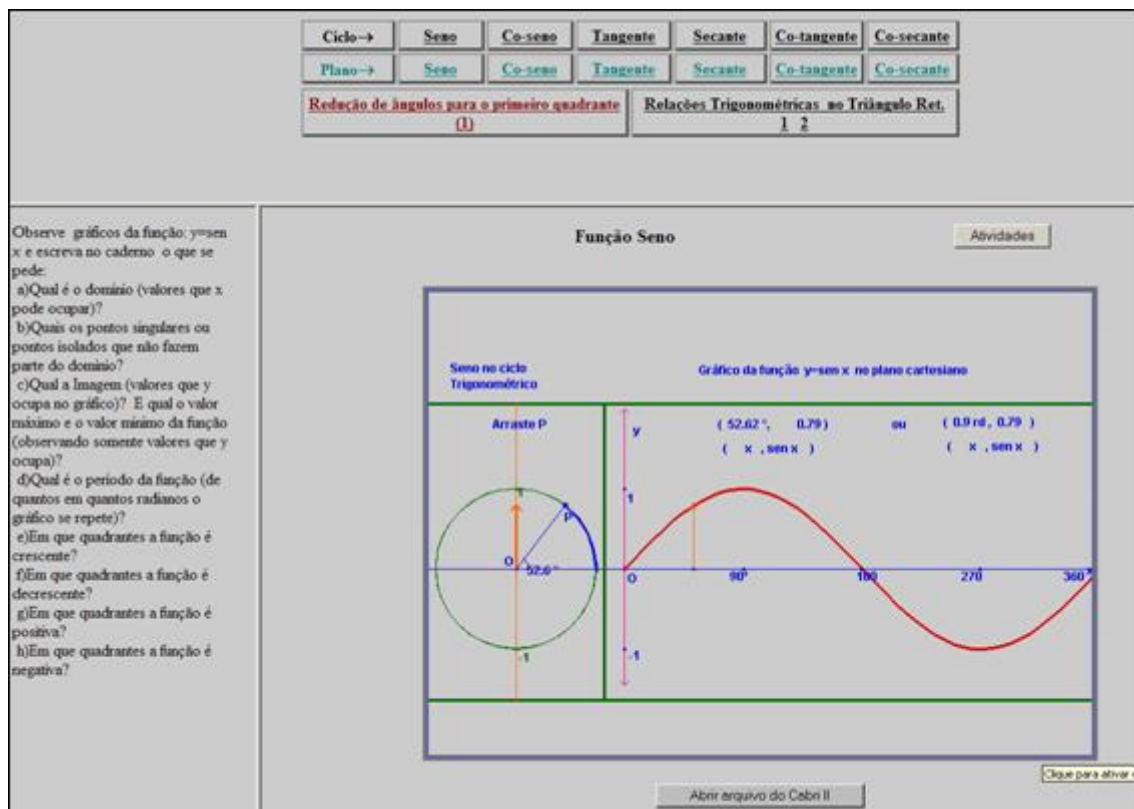 Ciclo→ Seno Co-seno Tangente Secante Co-tangente Co-secante
Plano→ Seno Co-seno Tangente Secante Co-tangente Co-secante
Redução de ângulos para o primeiro quadrante
(1)
Relações Trigonométricas no Triângulo Ret.
1 2
Observe gráficos da função: y=sen
x e escreva no caderno o que se
pede:
a)Qual é o domínio (valores que x
pode ocupar)?
b)Quais os pontos singulares ou
pontos isolados que não fazem
parte do domínio?
c)Qual a Imagem (valores que y
ocupa no gráfico)? E qual o valor
máximo e o valor mínimo da função
(observando somente valores que y
ocupa)?
d)Qual é o período da função (de
quantos em quantos radianos o
gráfico se repete)?
e)Em que quadrantes a função é
crescente?
f)Em que quadrantes a função é
decrescente?
g)Em que quadrantes a função é
positiva?
h)Em que quadrantes a função é
negativa?
Função Seno
Atividades
Seno no ciclo
Trigonométrico
Gráfico da função y=sen x no plano cartesiano
Arraste P
y
( 52.62 °, 0.79 ) ou ( 0.9 rd , 0.79 )
( x , sen x ) ( x , sen x )
1
1
P
O
52.6 °
O
90°
180
270
360°
-1
-1
Clique para ativar
Abrir arquivo do Cabri II